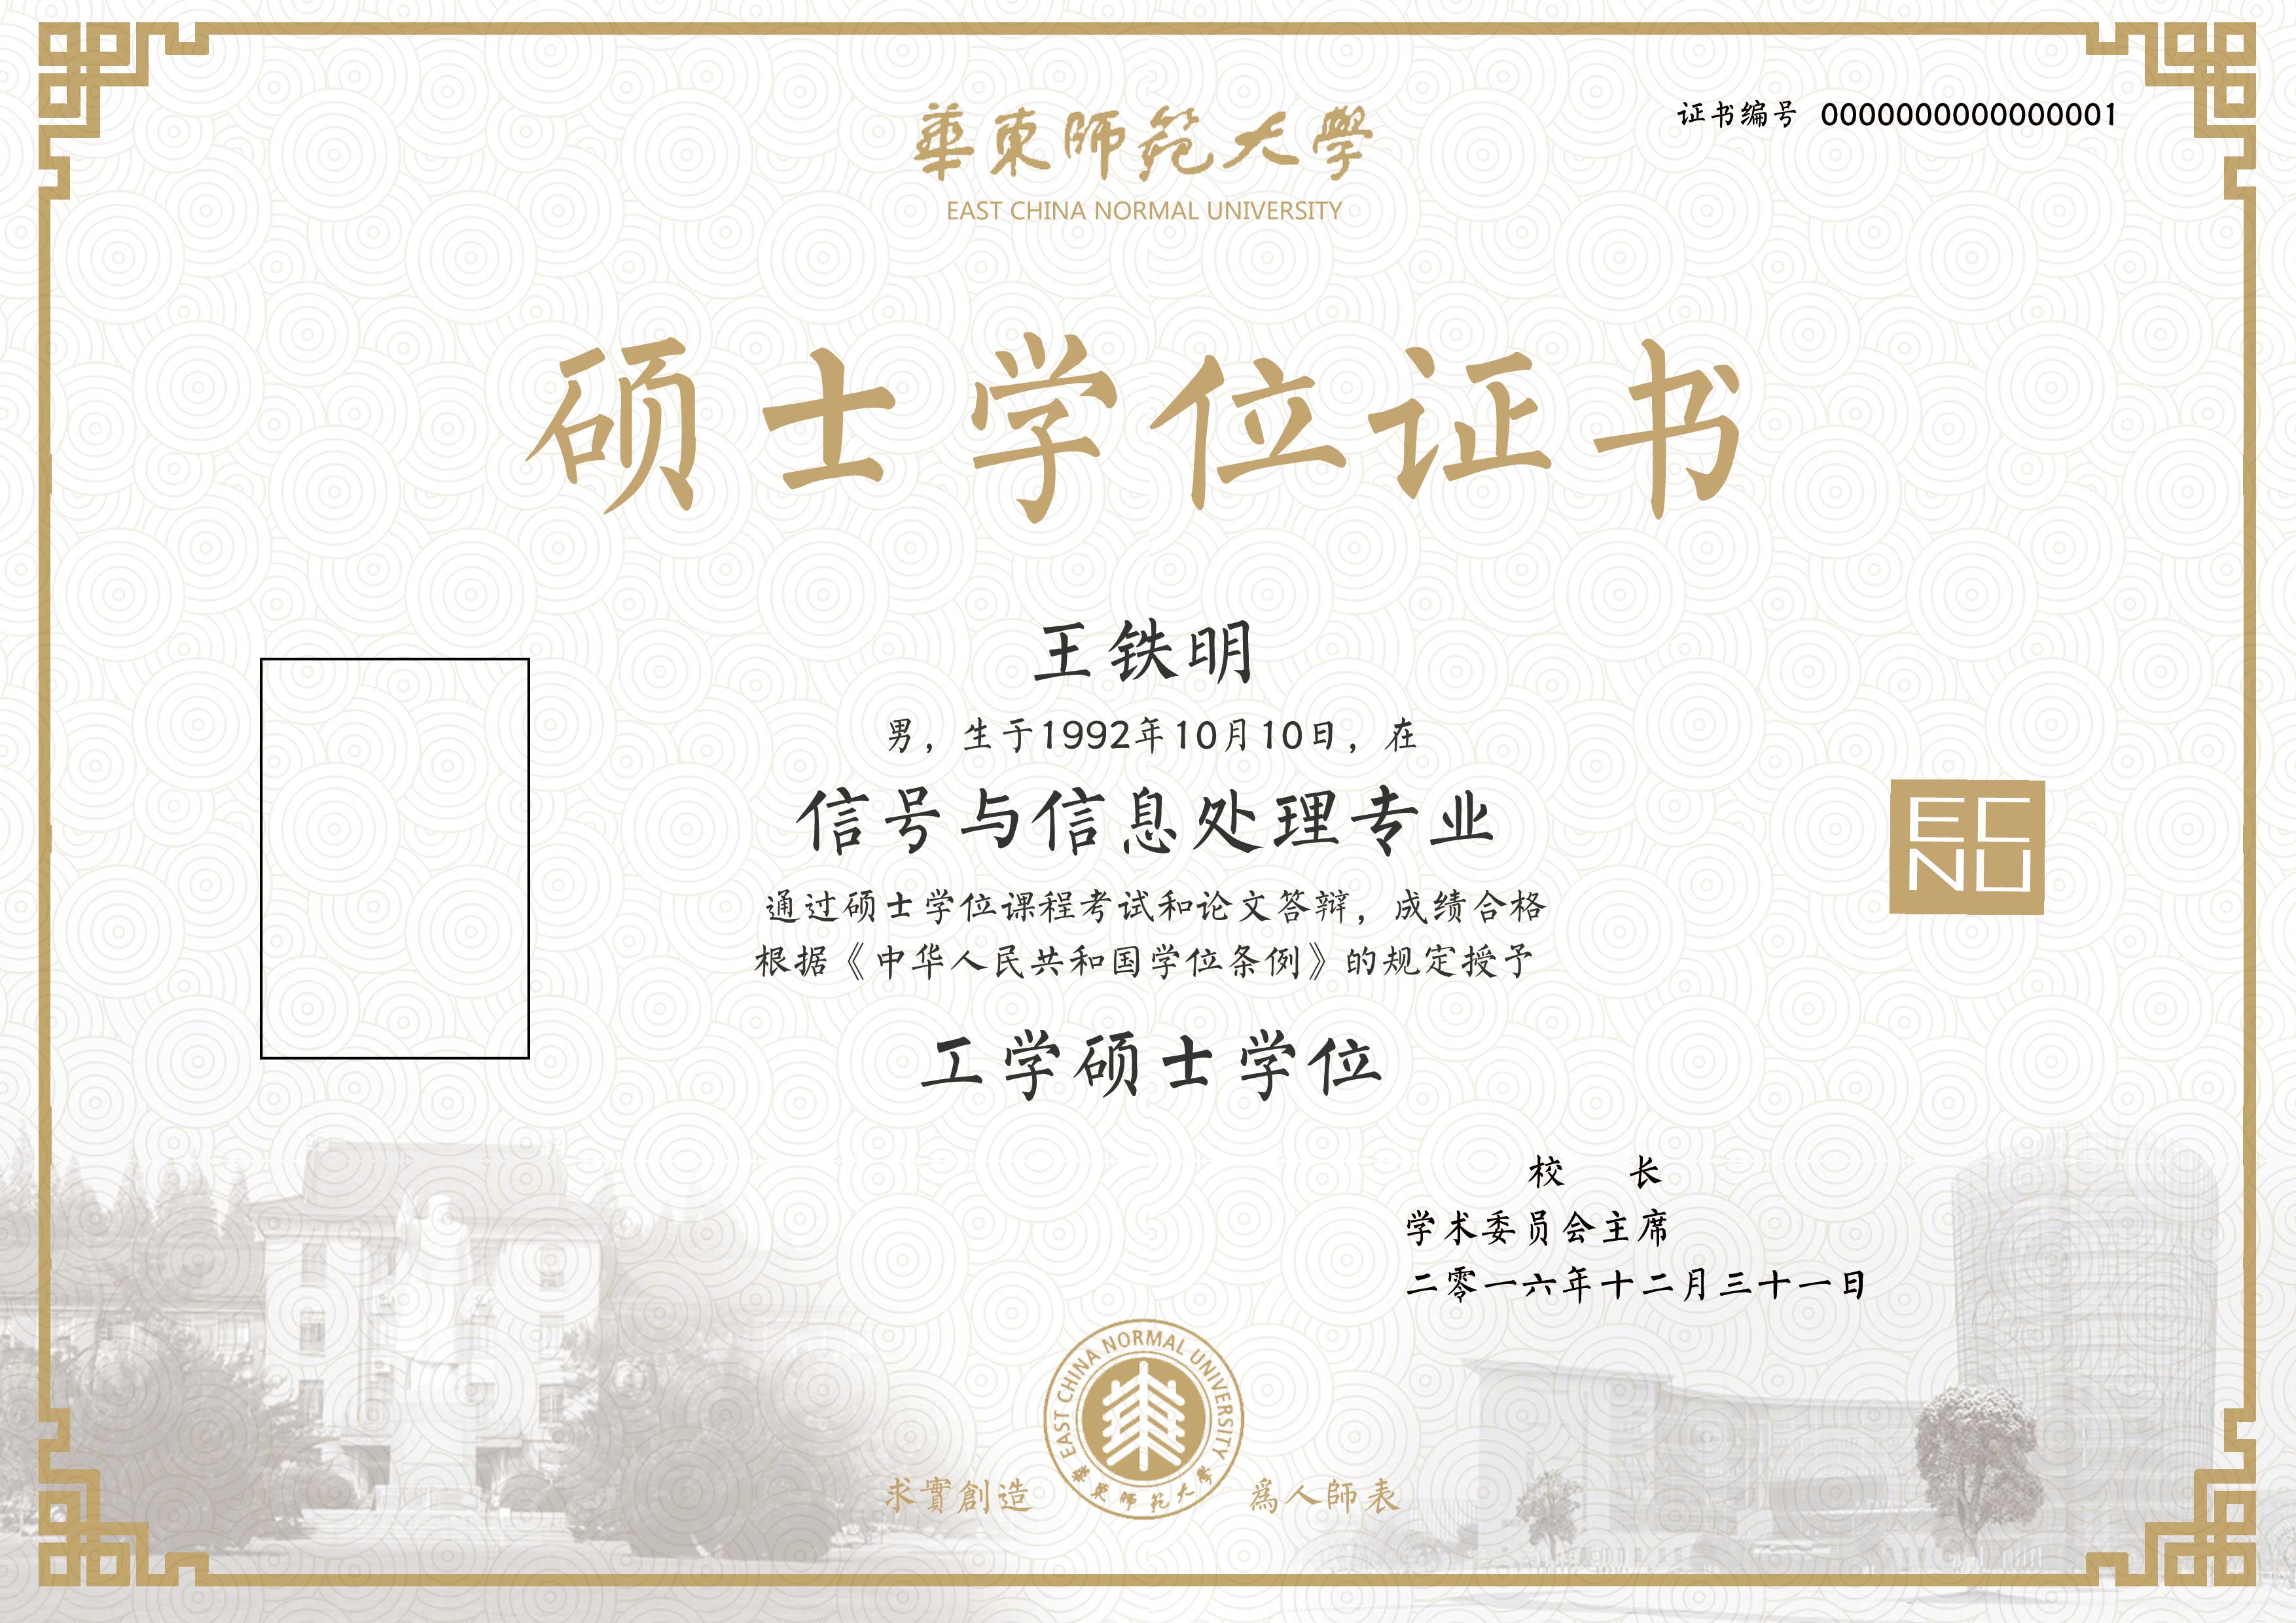 華東師範大學
EAST CHINA NORMAL UNIVERSITY
证书编号 0000000000000001
硕士学位证书
王铁明
男，生于1992年10月10日，在
信号与信息处理专业
通过硕士学位课程考试和论文答辩，成绩合格
根据《中华人民共和国学位条例》的规定授予
工学硕士学位
EC
NU
校 长
学术委员会主席
二零一六年十二月三十一日
求實創造
EAST CHINA NORMAL UNIVERSITY
華東師範大學
爲人師表